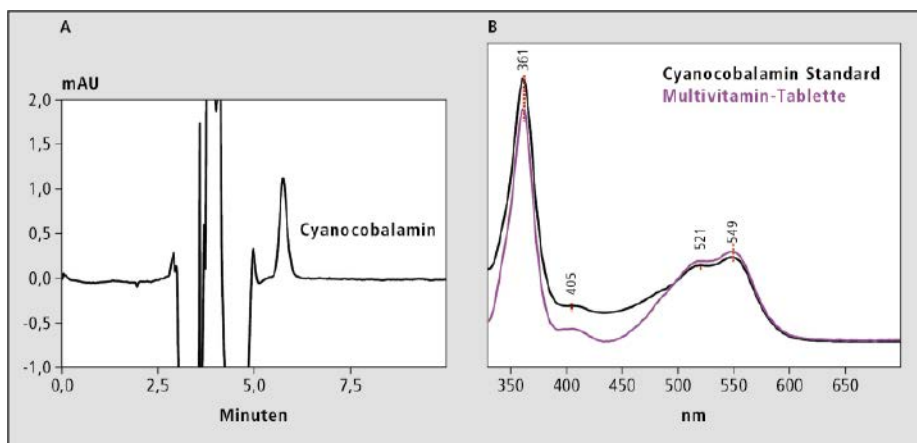 A
mAU
2,0
1,5
1,0
0,5
0,0
-0,5
-1,0
Cyanocobalamin
0,0 2,5 5,0 7,5
Minuten
B
361
Cyanocobalamin Standard
Multivitamin-Tablette
405
521
549
350 400 450 500 550 600 650
nm